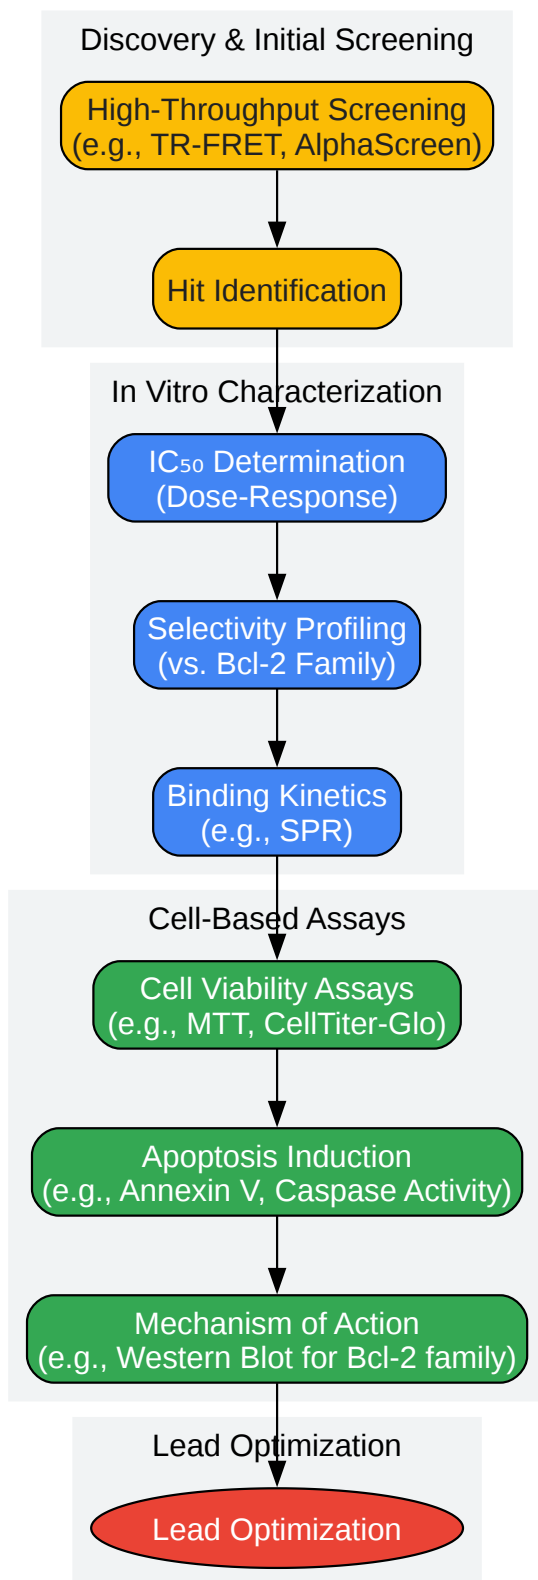 Discovery & Initial Screening
High-Throughput Screening
(e.g., TR-FRET, AlphaScreen)
Hit Identification
In Vitro Characterization
IC₅₀ Determination
(Dose-Response)
Selectivity Profiling
(vs. Bcl-2 Family)
Binding Kinetics
(e.g., SPR)
Cell-Based Assays
Cell Viability Assays
(e.g., MTT, CellTiter-Glo)
Apoptosis Induction
(e.g., Annexin V, Caspase Activity)
Mechanism of Action
(e.g., Western Blot for Bcl-2 family)
Lead Optimization
Lead Optimization